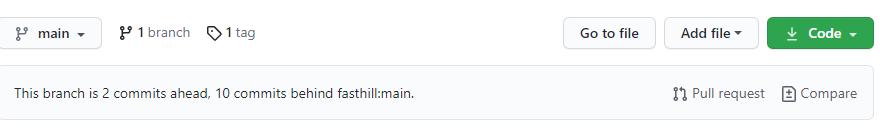 main 1 branch 1 tag Go to file Add file Code
This branch is 2 commits ahead, 10 commits behind fasthill:main. Pull request Compare